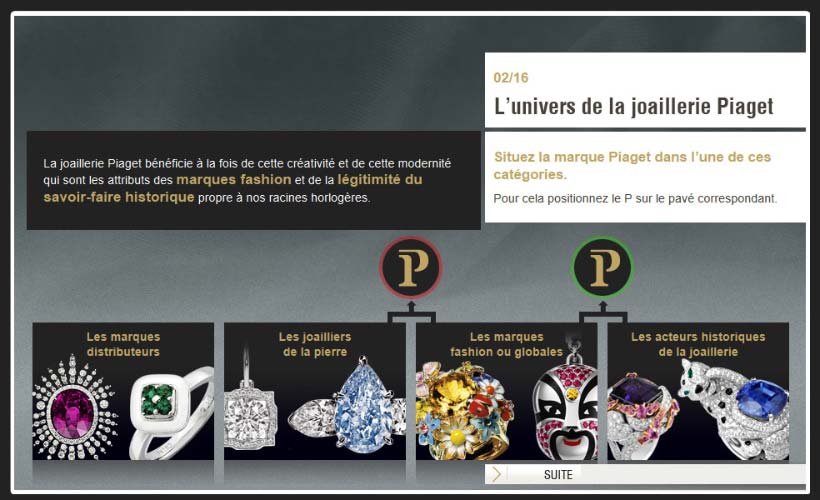 02/16
L'univers de la joaillerie Piaget
La joaillerie Piaget bénéficie à la fois de cette créativité et de cette modernité
qui sont les attributs des marques fashion et de la légitimité du
savoir-faire historique propre à nos racines horlogères.
Situez la marque Piaget dans l'une de ces
catégories.
Pour cela positionnez le P sur le pavé correspondant.
P
P
Les marques
distributeurs
Les joailliers
de la pierre
Les marques
fashion ou globales
Les acteurs historiques
de la joaillerie
SUITE